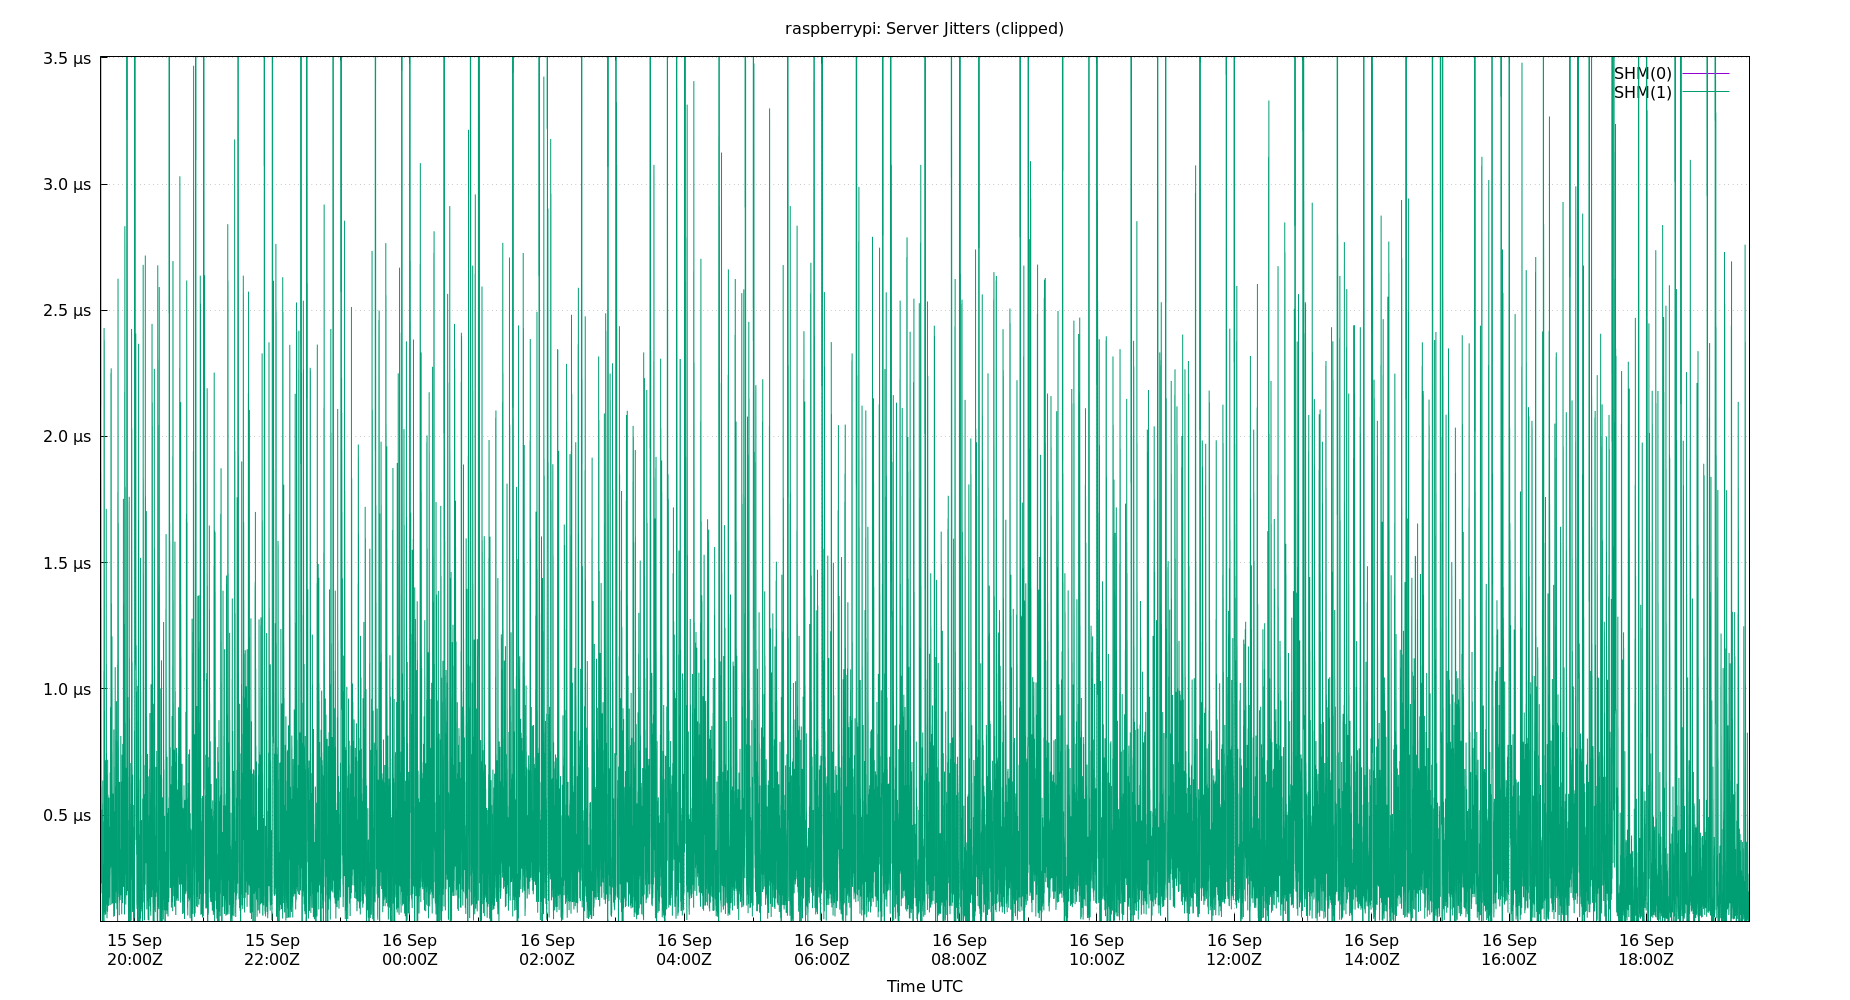 raspberrypi: Server Jitters (clipped)
3.5 µs
3.0 µs
2.5 µs
2.0 µs
1.5 µs
1.0 µs
0.5 µs
SHM(0)
SHM(1)
15 Sep 15 Sep 16 Sep 16 Sep 16 Sep 16 Sep 16 Sep 16 Sep 16 Sep 16 Sep 16 Sep 16 Sep
20:00Z 22:00Z 00:00Z 02:00Z 04:00Z 06:00Z 08:00Z 10:00Z 12:00Z 14:00Z 16:00Z 18:00Z
Time UTC